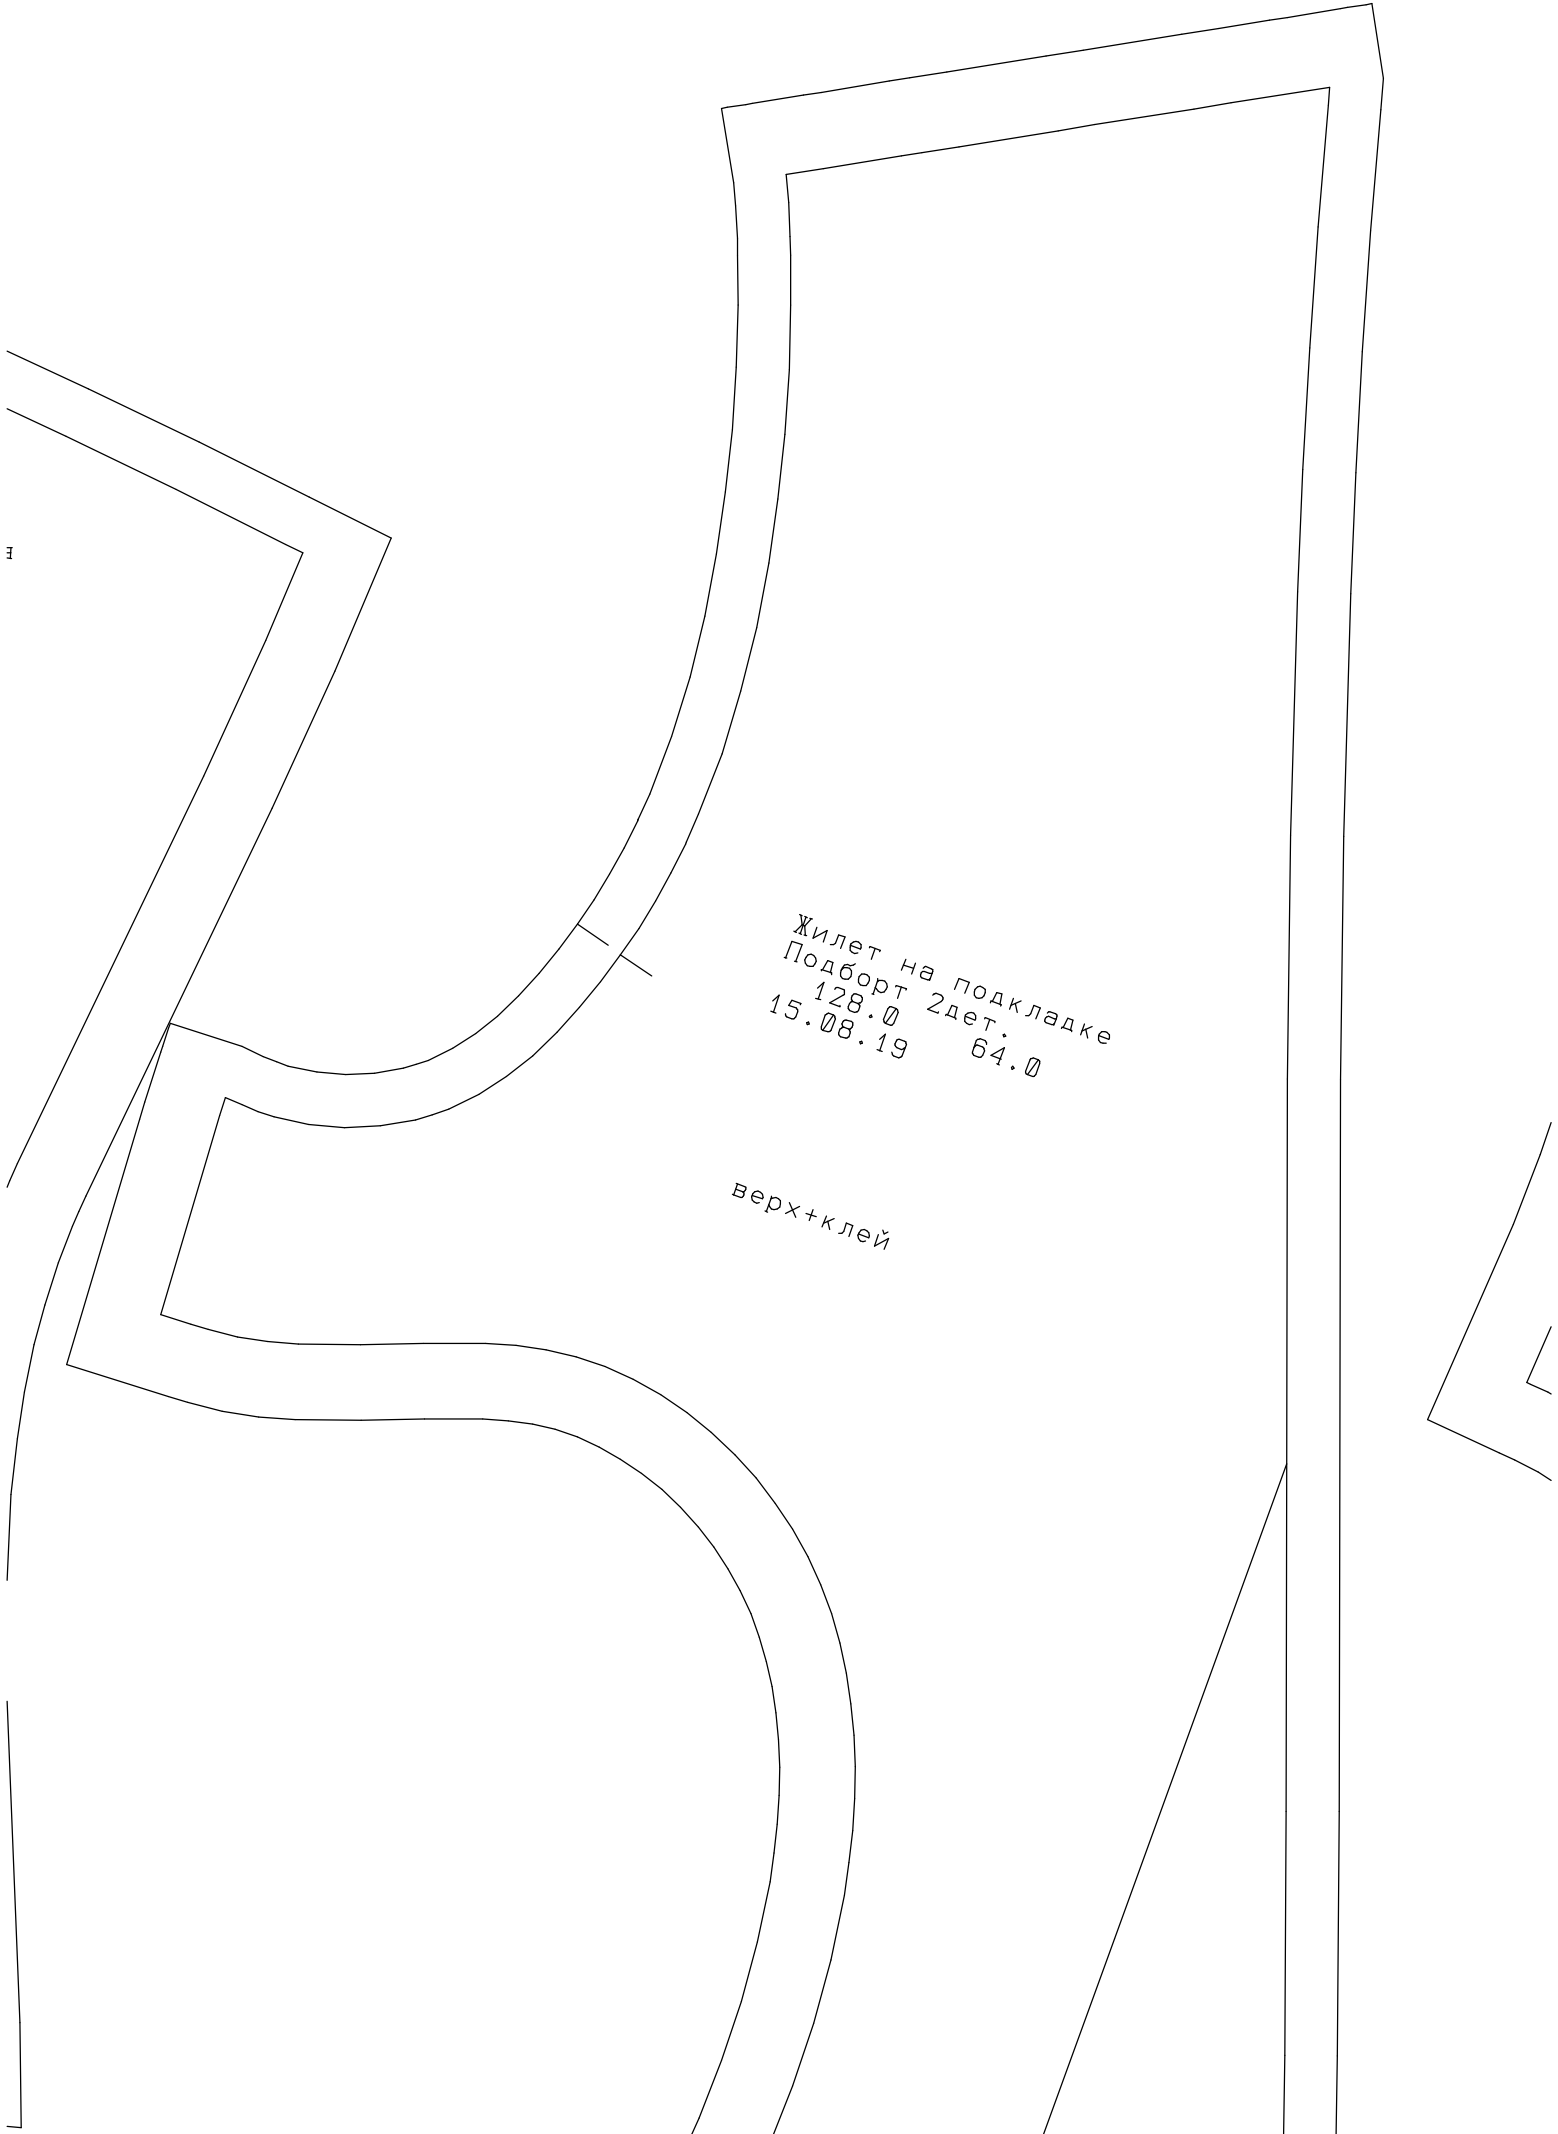 Жилет на подкладке
Подборт 2дет.
128.0 64.0
15.08.19
верх+клей